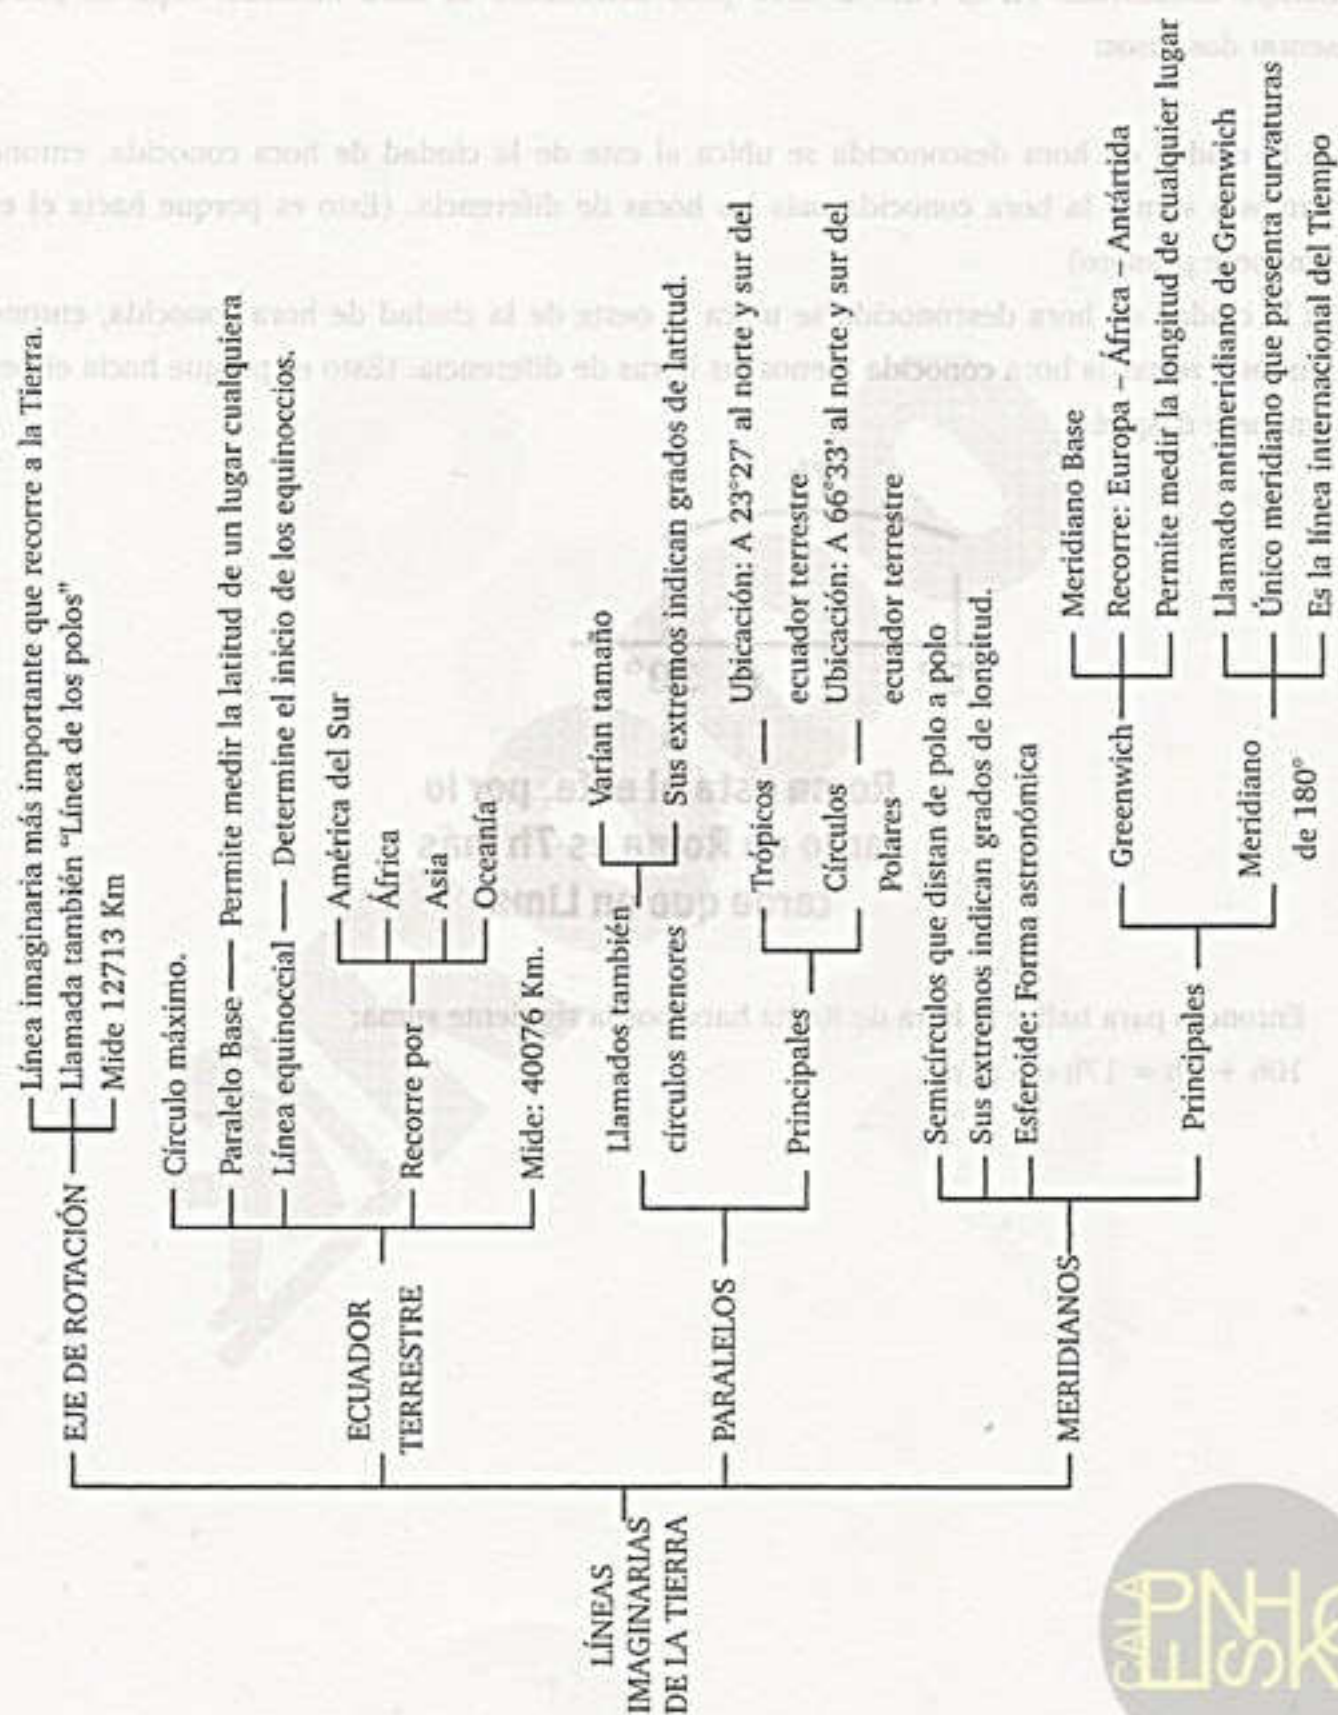 LÍNEAS
IMAGINARIAS
DE LA TIERRA
EJE DE ROTACIÓN
Línea imaginaria más importante que recorre a la Tierra.
Llamada también "Línea de los polos"
Mide 12713 Km
ECUADOR
TERRESTRE
Círculo máximo.
Paralelo Base — Permite medir la latitud de un lugar cualquiera
Línea equinoccial — Determine el inicio de los equinoccios.
Recorre por
América del Sur
África
Asia
Oceanía
Mide: 40076 Km.
PARALELOS
Llamados también
círculos menores
Varían tamaño
Sus extremos indican grados de latitud.
Principales
Trópicos — Ubicación: A 23°27' al norte y sur del
ecuador terrestre
Círculos — Ubicación: A 66°33' al norte y sur del
Polares ecuador terrestre
MERIDIANOS
Semicírculos que distan de polo a polo
Sus extremos indican grados de longitud.
Esferoide: Forma astronómica
Principales
Greenwich
Meridiano Base
Recorre: Europa – África – Antártida
Permite medir la longitud de cualquier lugar
Meridiano
de 180°
Llamado antimeridiano de Greenwich
Único meridiano que presenta curvaturas
Es la línea internacional del Tiempo